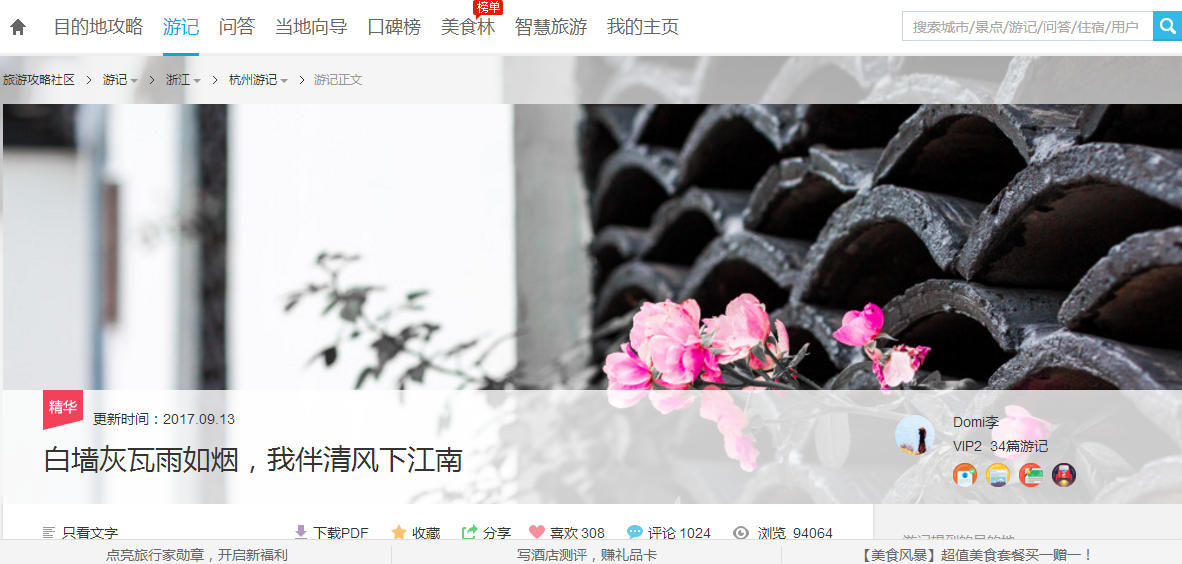 榜单
目的地攻略 游记 问答 当地向导 口碑榜 美食林 智慧旅游 我的主页 搜索城市/景点/游记/问答/住宿/用户
旅游攻略社区 > 游记 > 浙江 > 杭州游记 > 游记正文
精华 更新时间：2017.09.13
白墙灰瓦雨如烟，我伴清风下江南
Domi李
VIP2 34篇游记
只看文字 下载PDF 收藏 分享 喜欢 308 评论 1024 浏览 94064
游记提到的目的地
点亮旅行家勋章，开启新福利 写酒店测评，赚礼品卡 【美食风暴】超值美食套餐买一赠一！